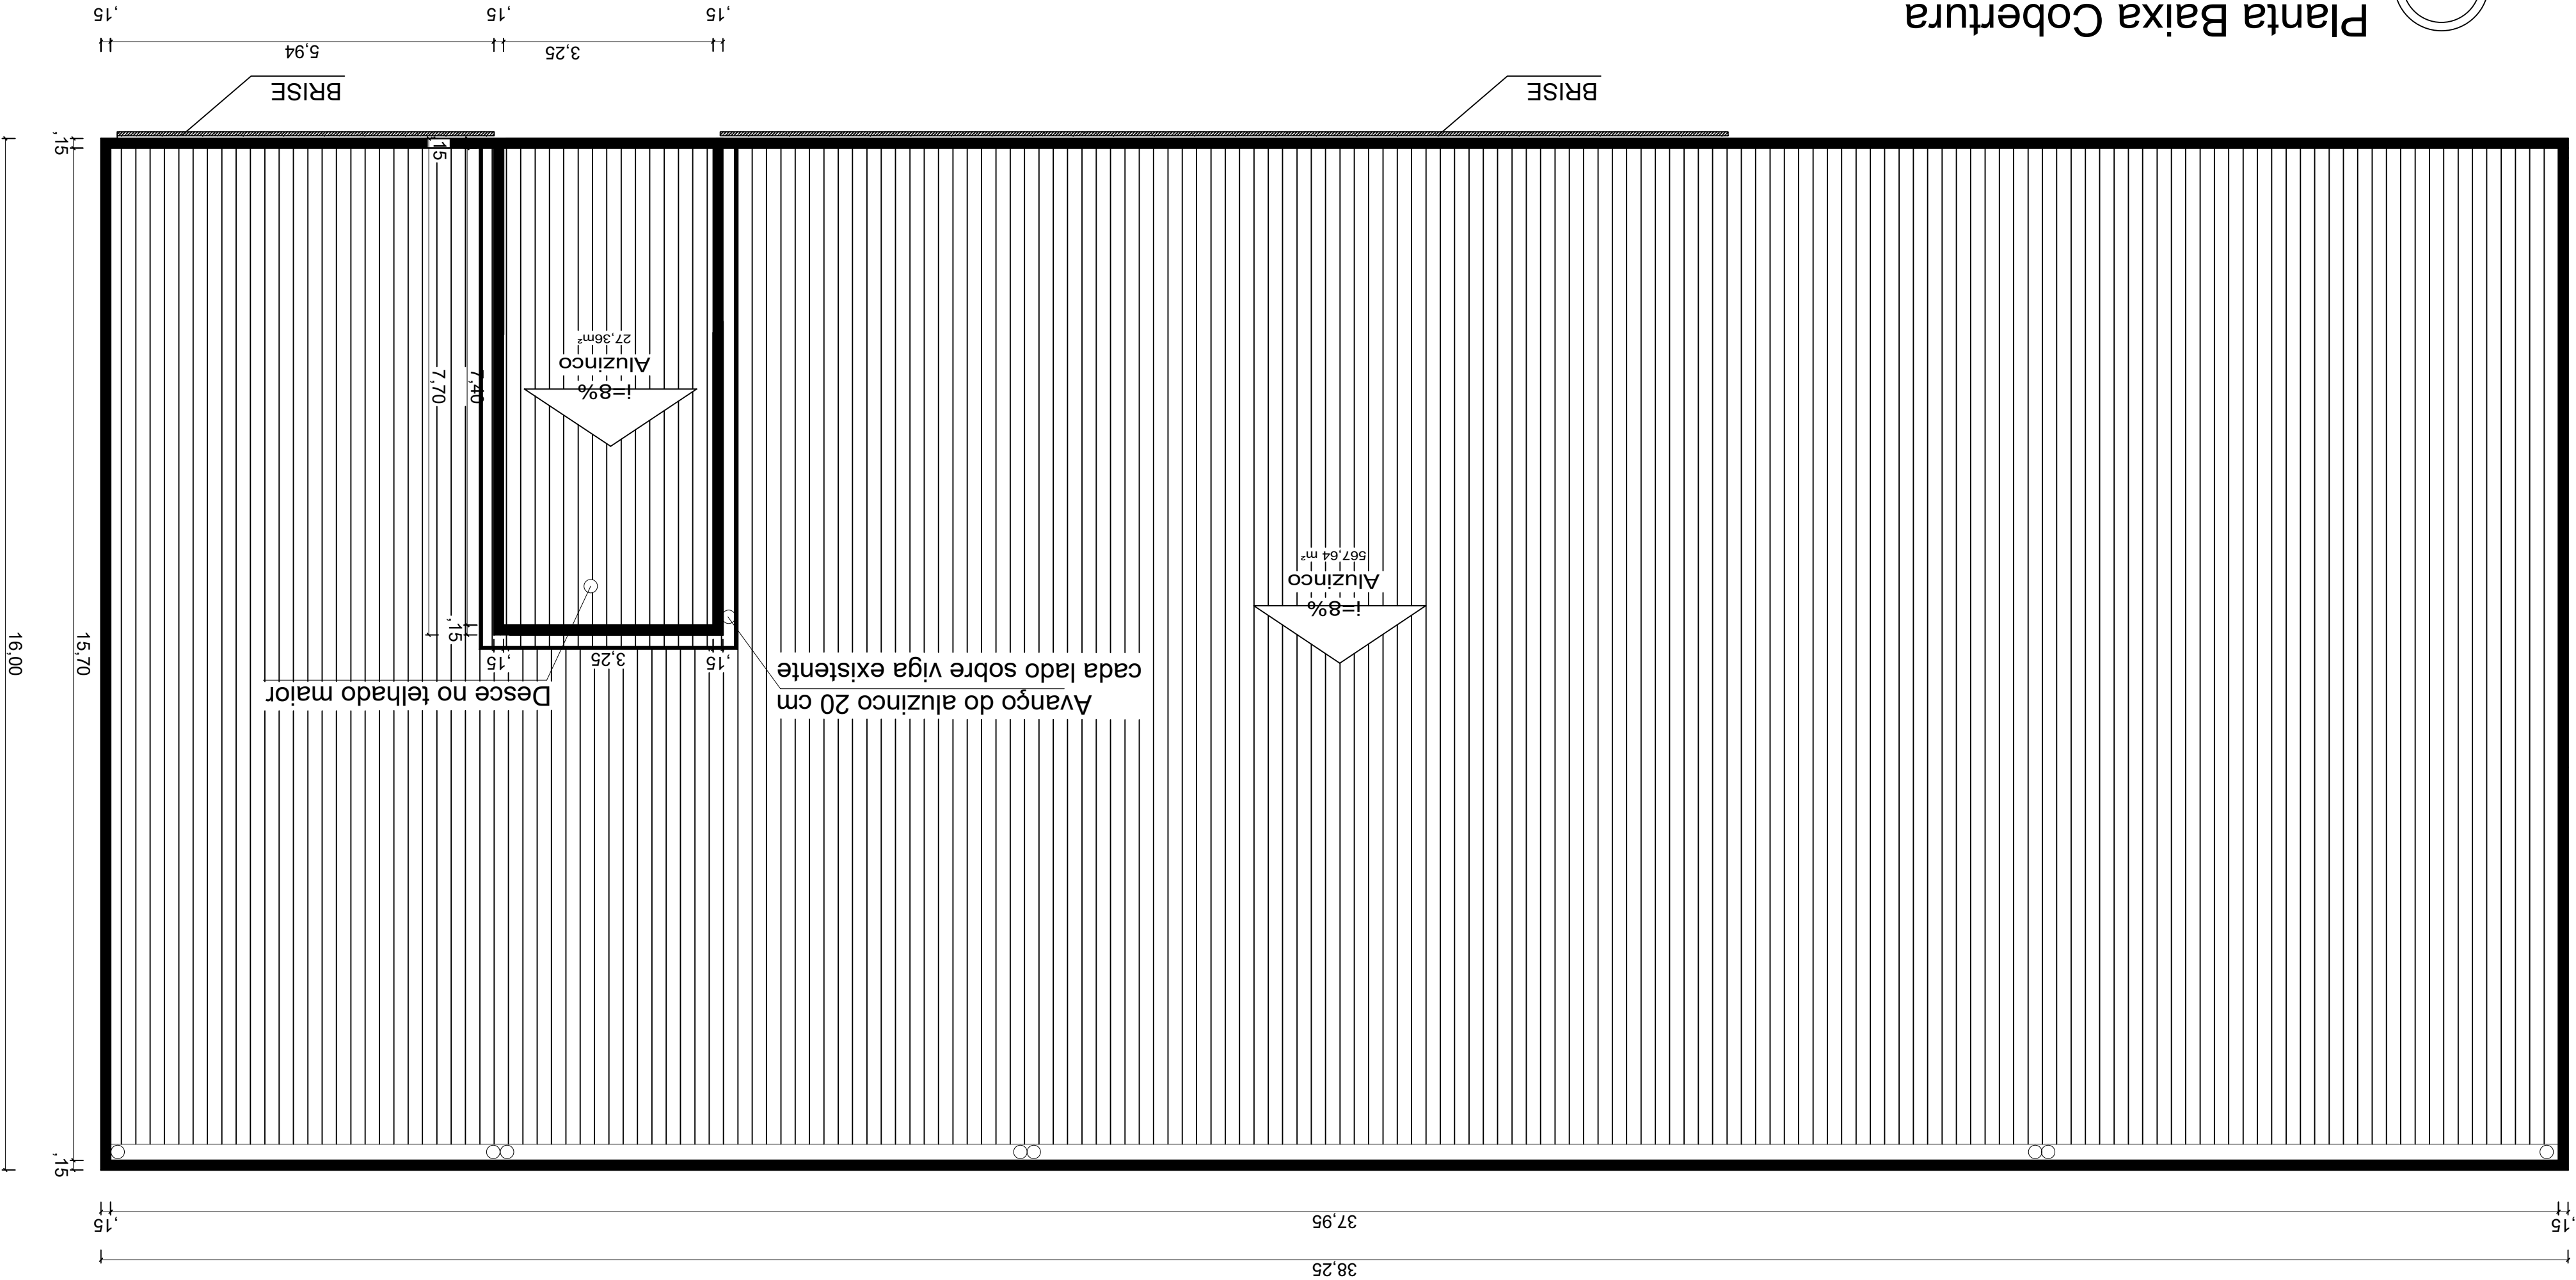 38,25
,15
37,95
,15
Avanço do aluzinco 20 cm
cada lado sobre viga existente
Desce no telhado maior
,15
3,25
,15
,15
i=8%
Aluzinco
567,64 m²
i=8%
Aluzinco
27,36m²
7,40
7,70
,15
15,70
16,00
,15
,15
BRISE
BRISE
3,25
5,94
,15
,15
,15
Planta Baixa Cobertura